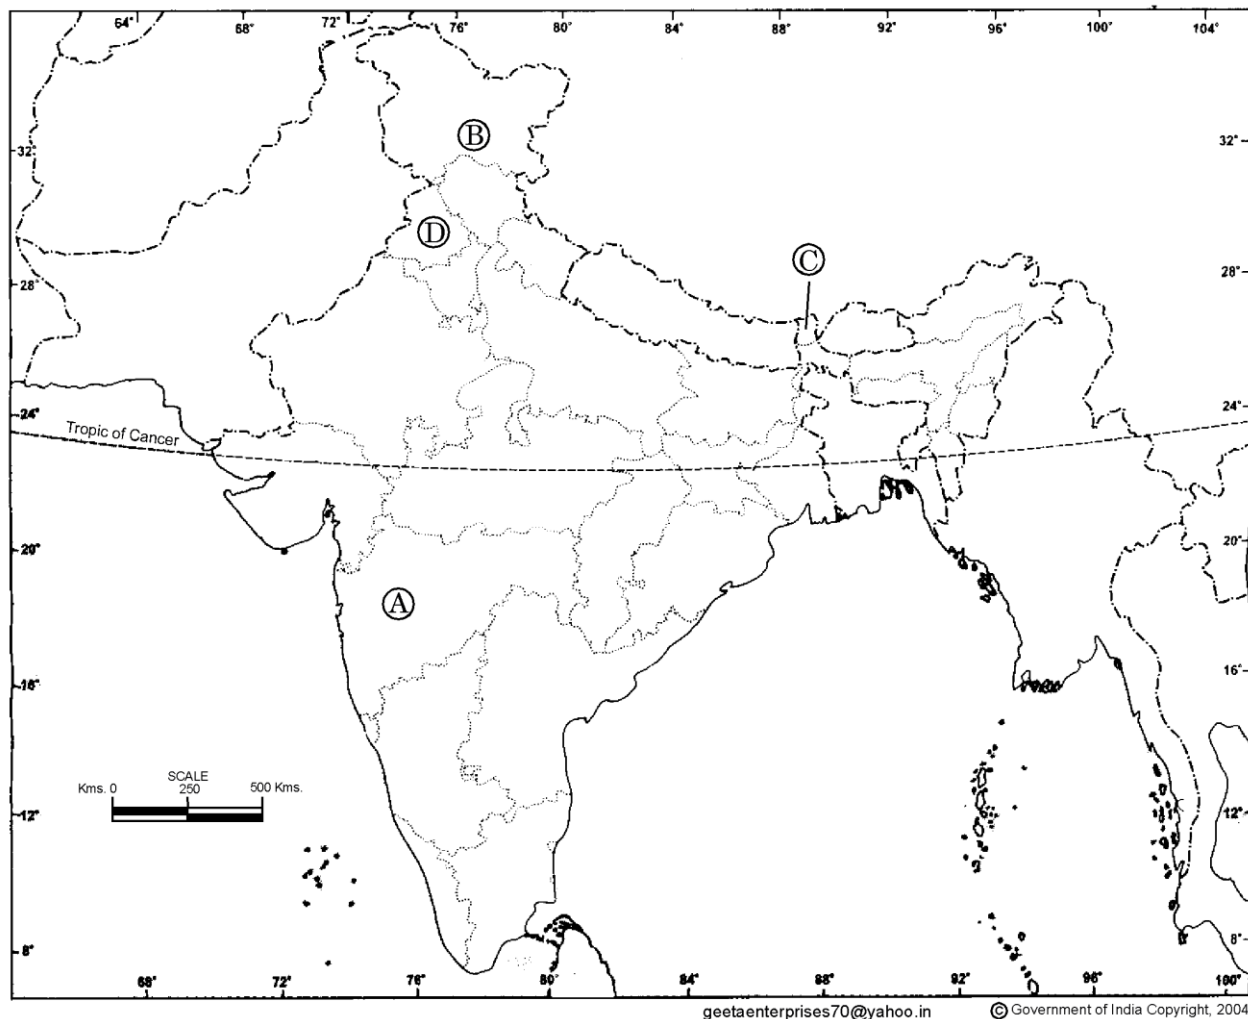 64° 68° 72° 76° 80° 84° 88° 92° 96° 100° 104°
B
32° 32°
D
C
28° 28°
24° 24°
Tropic of Cancer
20° 20°
A
16° 16°
SCALE
Kms. 0 250 500 Kms.
12° 12°
8° 8°
68° 72° 76° 80° 84° 88° 92° 96° 100°
geetaenterprises70@yahoo.in © Government of India Copyright, 2004